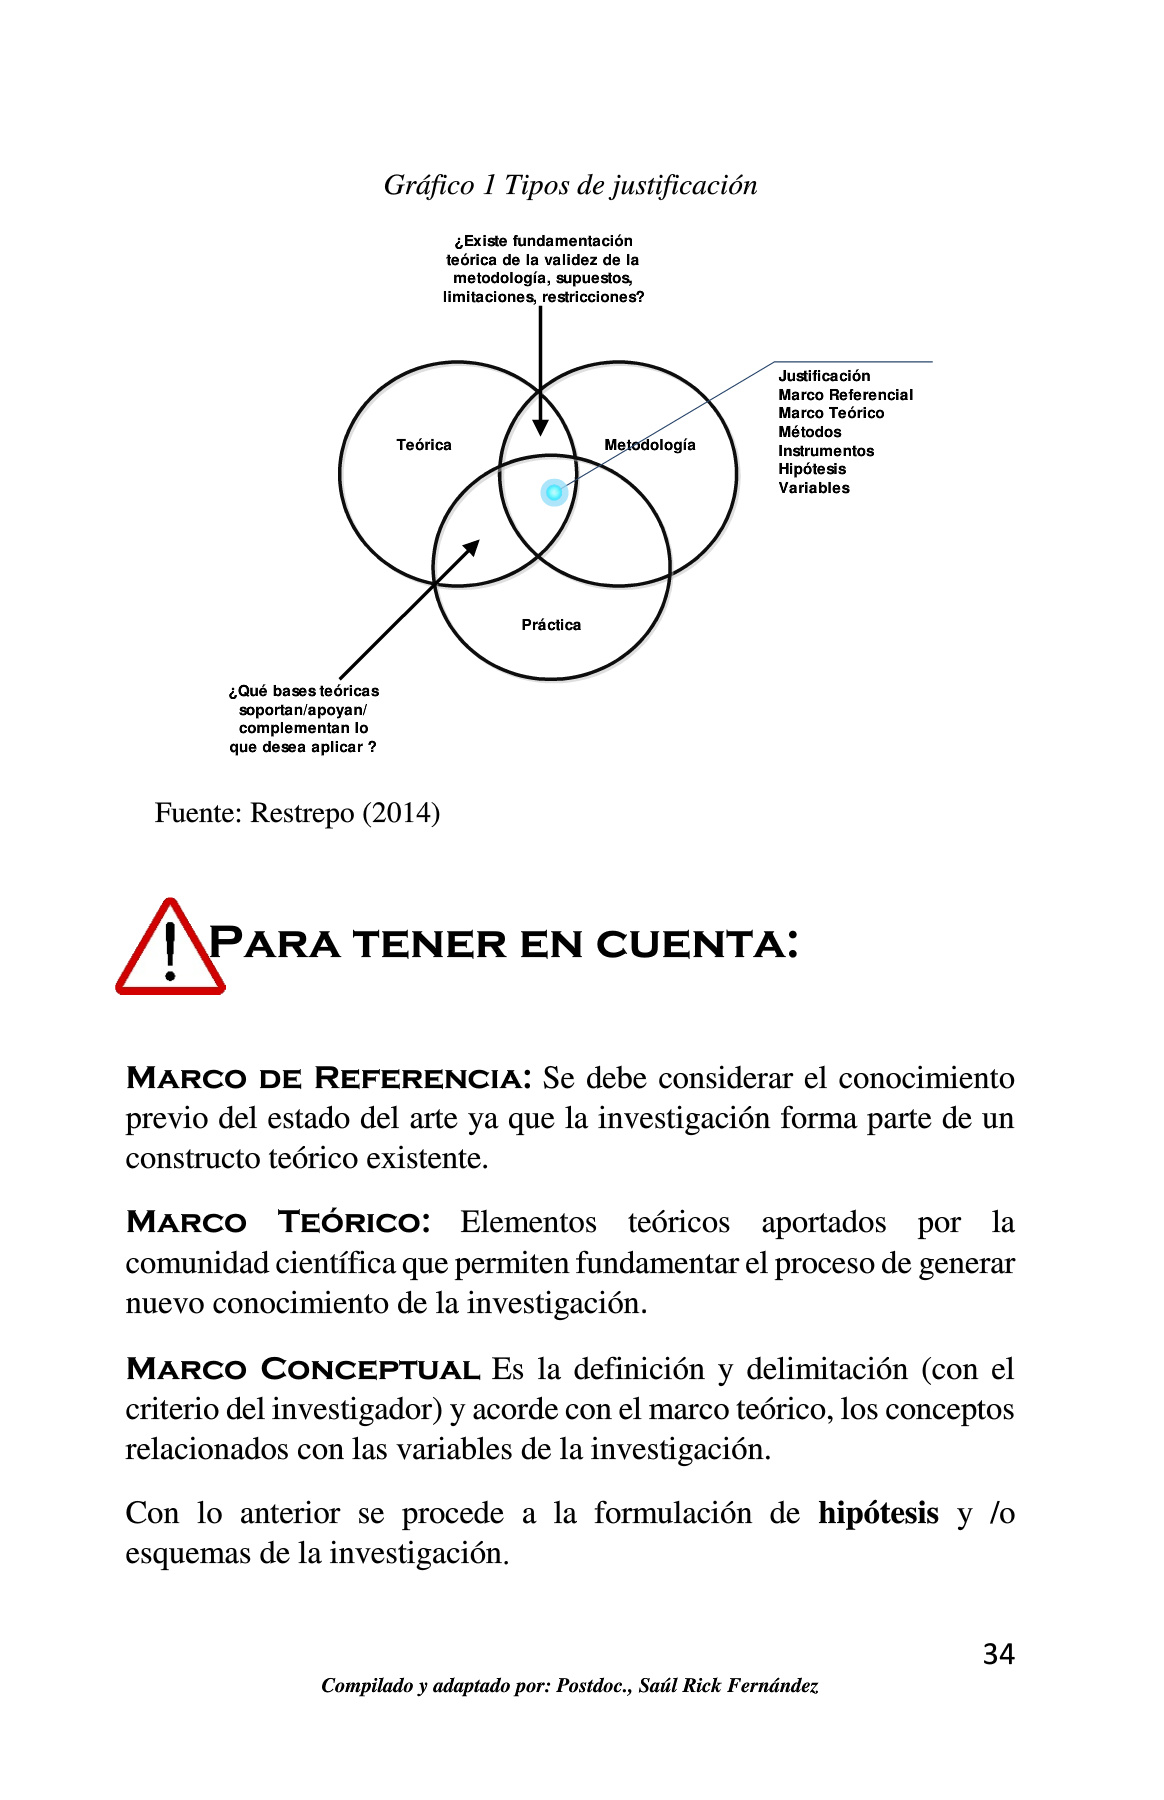 Gráfico 1 Tipos de justificación
¿Existe fundamentación
teórica de la validez de la
metodología, supuestos,
limitaciones, restricciones?
Justificación
Marco Referencial
Marco Teórico
Métodos
Instrumentos
Hipótesis
Variables
Teórica
Metodología
Práctica
¿Qué bases teóricas
soportan/apoyan/
complementan lo
que desea aplicar ?
Fuente: Restrepo (2014)
PARA TENER EN CUENTA:
MARCO DE REFERENCIA: Se debe considerar el conocimiento
previo del estado del arte ya que la investigación forma parte de un
constructo teórico existente.
MARCO TEÓRICO: Elementos teóricos aportados por la
comunidad científica que permiten fundamentar el proceso de generar
nuevo conocimiento de la investigación.
MARCO CONCEPTUAL Es la definición y delimitación (con el
criterio del investigador) y acorde con el marco teórico, los conceptos
relacionados con las variables de la investigación.
Con lo anterior se procede a la formulación de hipótesis y /o
esquemas de la investigación.
34
Compilado y adaptado por: Postdoc., Saúl Rick Fernández